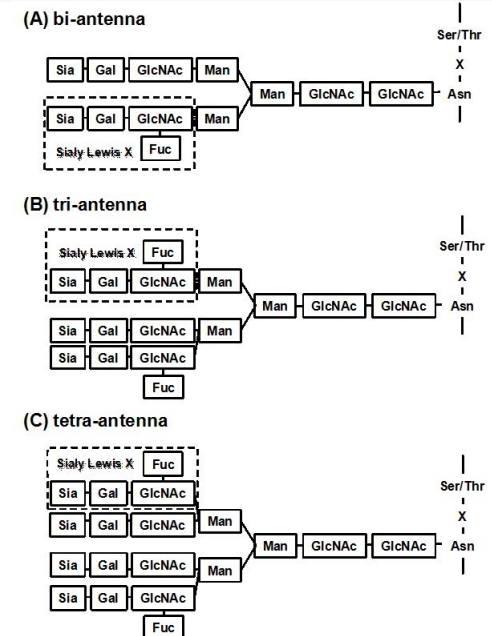 (A) bi-antenna
Ser/Thr
X
Sia Gal GlcNAc Man
Man GlcNAc GlcNAc Asn
Sia Gal GlcNAc Man
Sialy Lewis X Fuc
(B) tri-antenna
Ser/Thr
Sialy Lewis X Fuc
X
Sia Gal GlcNAc Man
Man GlcNAc GlcNAc Asn
Sia Gal GlcNAc Man
Sia Gal GlcNAc
Fuc
(C) tetra-antenna
Sialy Lewis X Fuc
Ser/Thr
Sia Gal GlcNAc
X
Sia Gal GlcNAc Man
Man GlcNAc GlcNAc Asn
Sia Gal GlcNAc Man
Sia Gal GlcNAc
Fuc